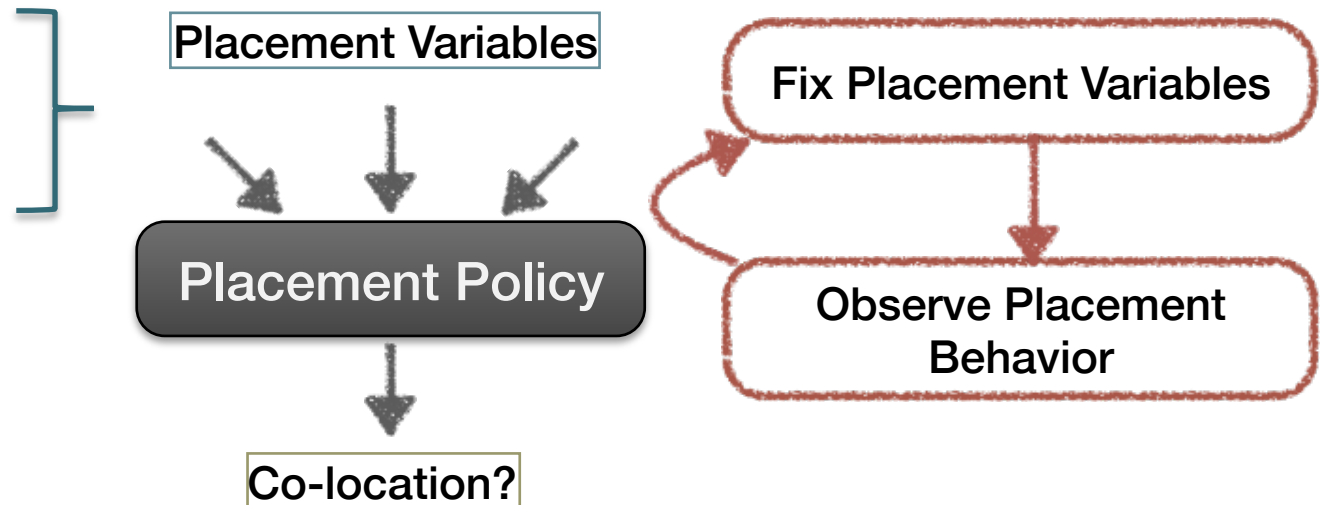 Placement Variables
Placement Policy
Co-location?
Fix Placement Variables
Observe Placement
Behavior